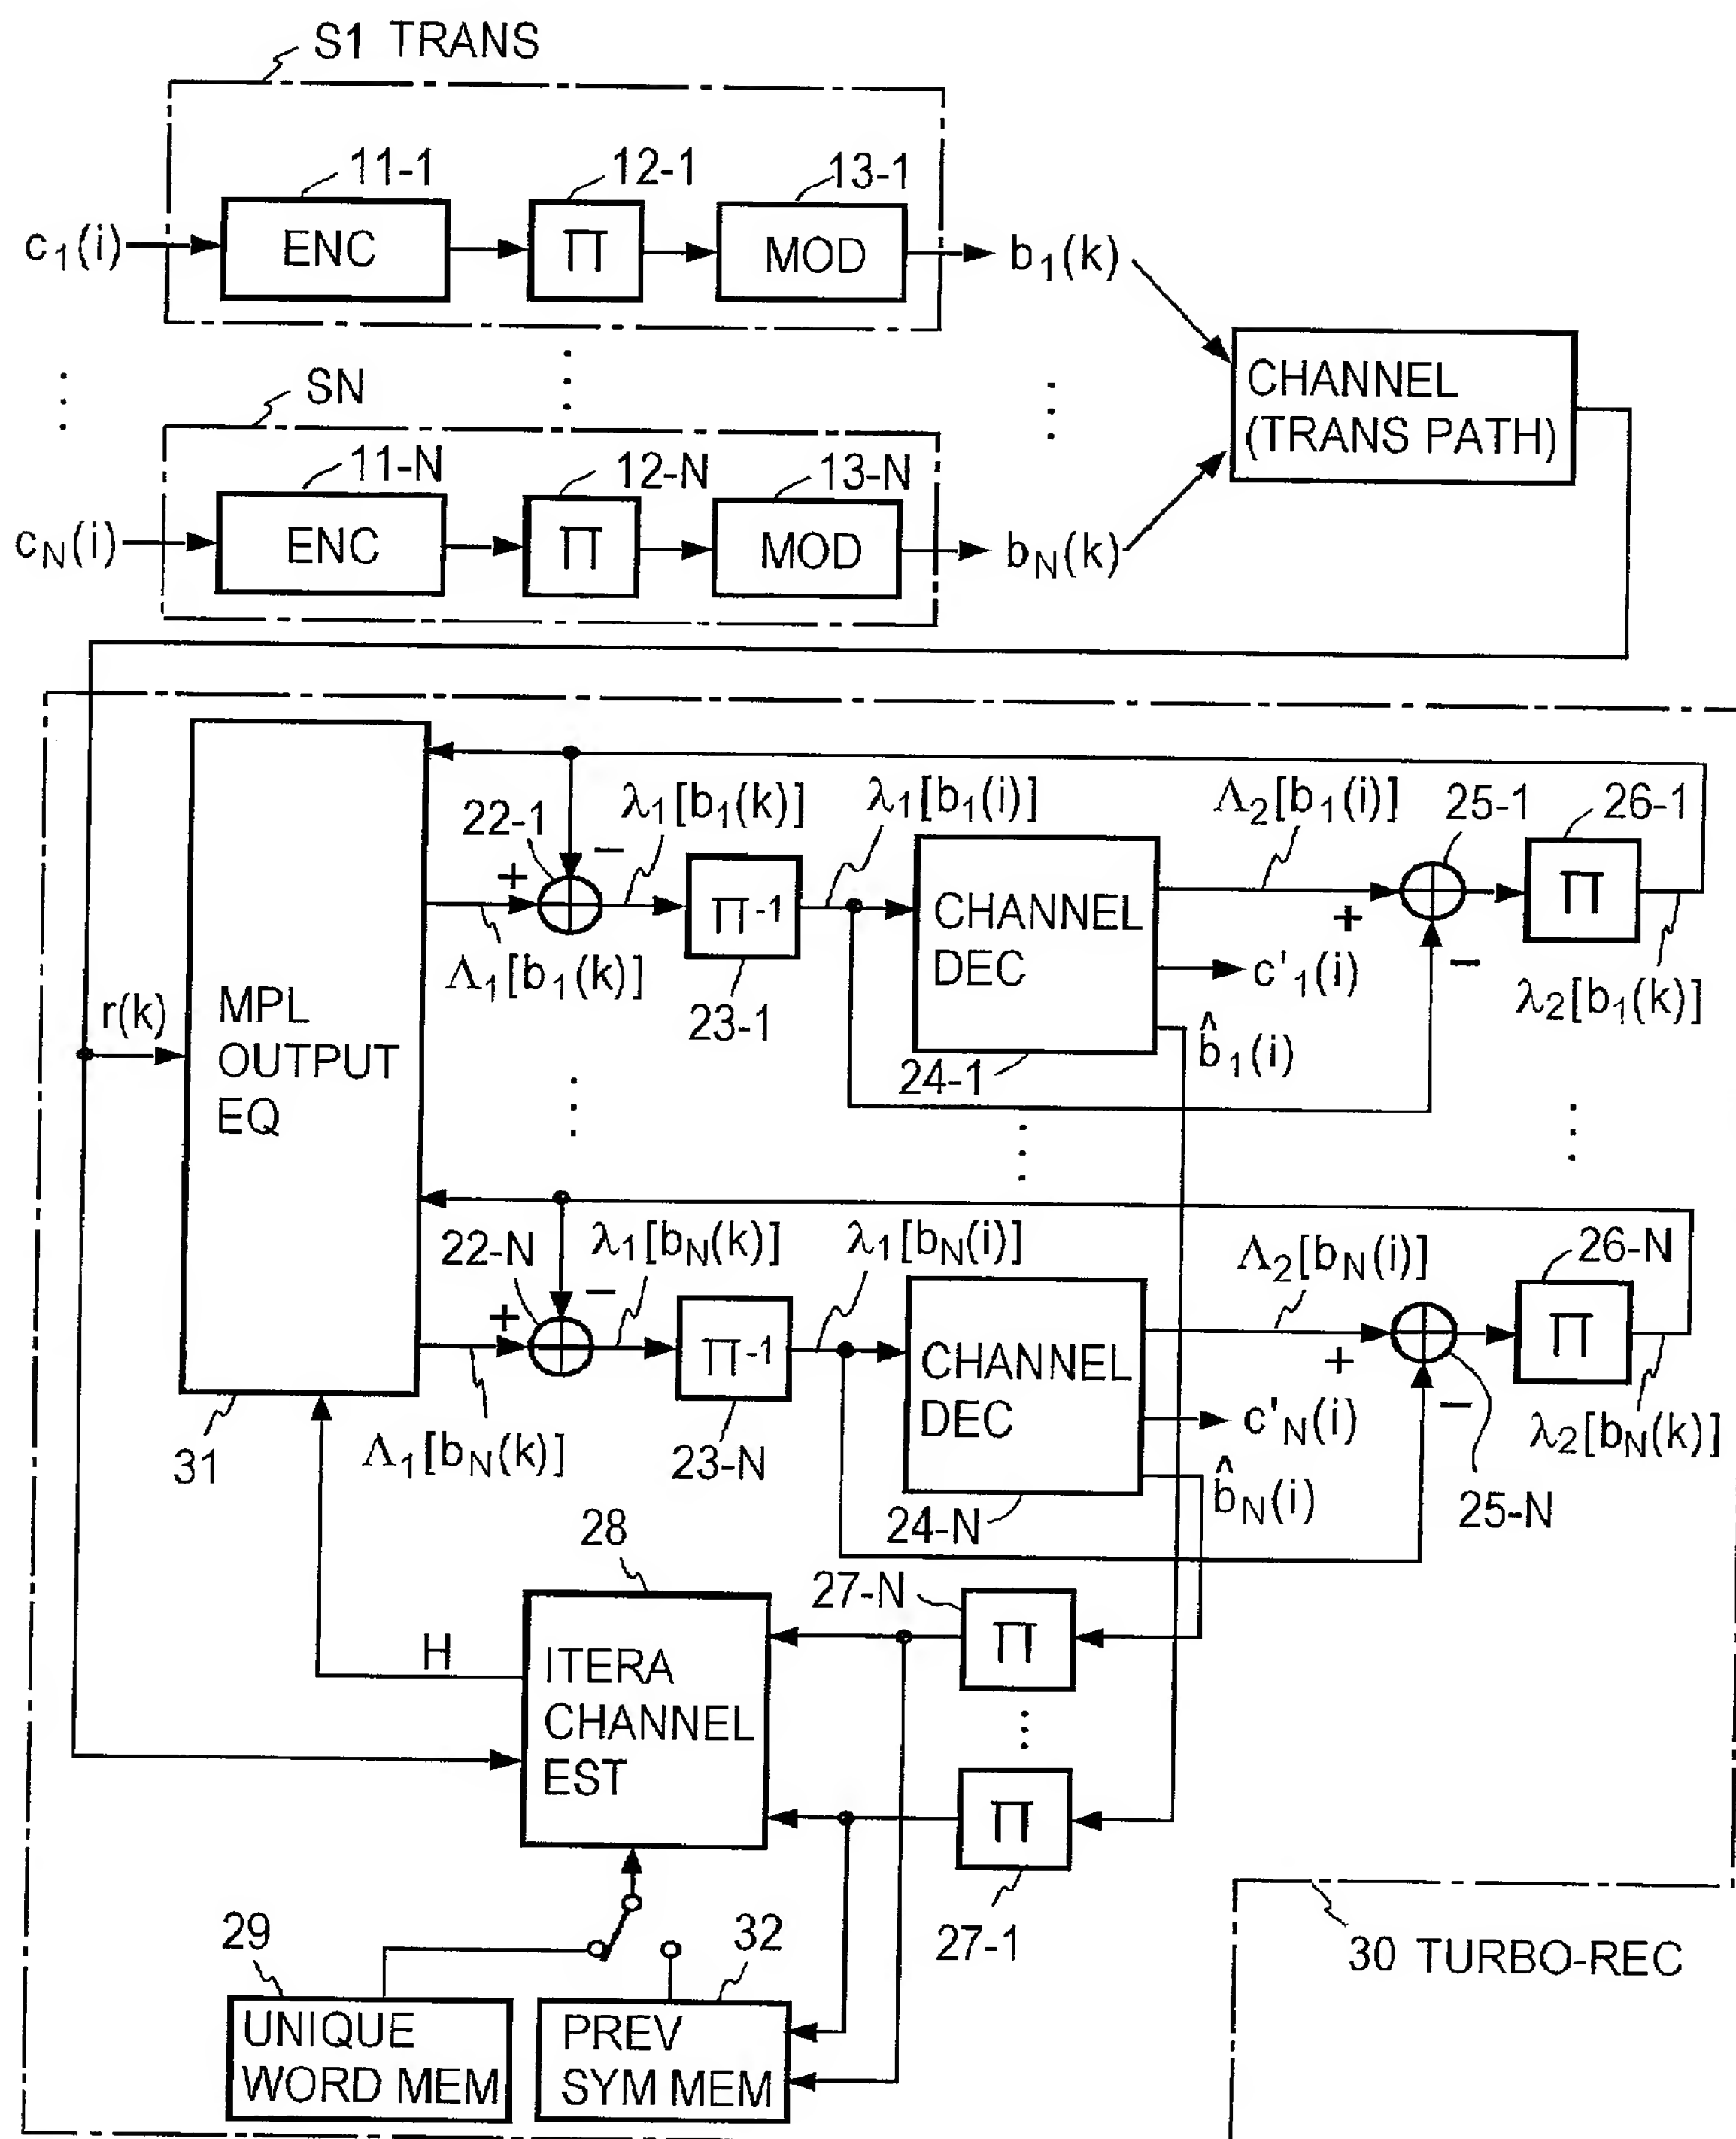 S1 TRANS
11-1
12-1
13-1
c1(i)
ENC
Π
MOD
b1(k)
SN
CHANNEL
(TRANS PATH)
11-N
12-N
13-N
cN(i)
ENC
Π
MOD
bN(k)
22-1
λ1[b1(k)]
λ1[b1(i)]
Λ2[b1(i)]
25-1
26-1
−
+
Π-1
CHANNEL
DEC
+
−
Π
Λ1[b1(k)]
23-1
c'1(i)
λ2[b1(k)]
r(k)
MPL
OUTPUT
EQ
24-1
b̂1(i)
22-N
λ1[bN(k)]
λ1[bN(i)]
Λ2[bN(i)]
26-N
−
+
Π-1
CHANNEL
DEC
+
−
Π
31
Λ1[bN(k)]
23-N
c'N(i)
λ2[bN(k)]
24-N
b̂N(i)
25-N
28
27-N
H
ITERA
CHANNEL
EST
Π
Π
27-1
29
32
30 TURBO-REC
UNIQUE
WORD MEM
PREV
SYM MEM